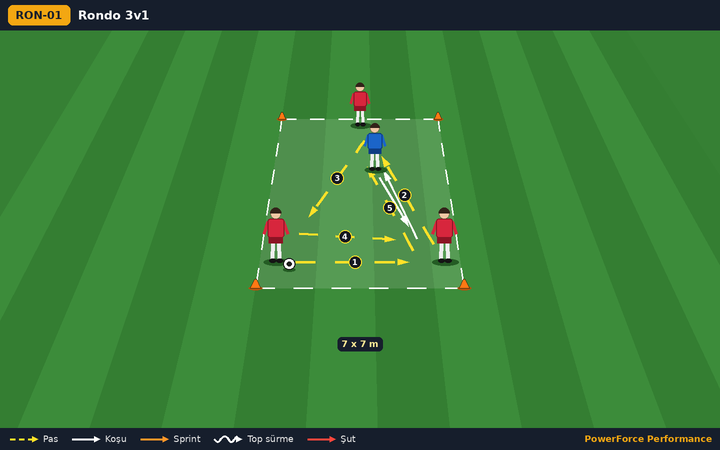 RON-01 Rondo 3v1
3
2
5
4
1
7 x 7 m
Pas Koşu Sprint Top sürme Şut PowerForce Performance